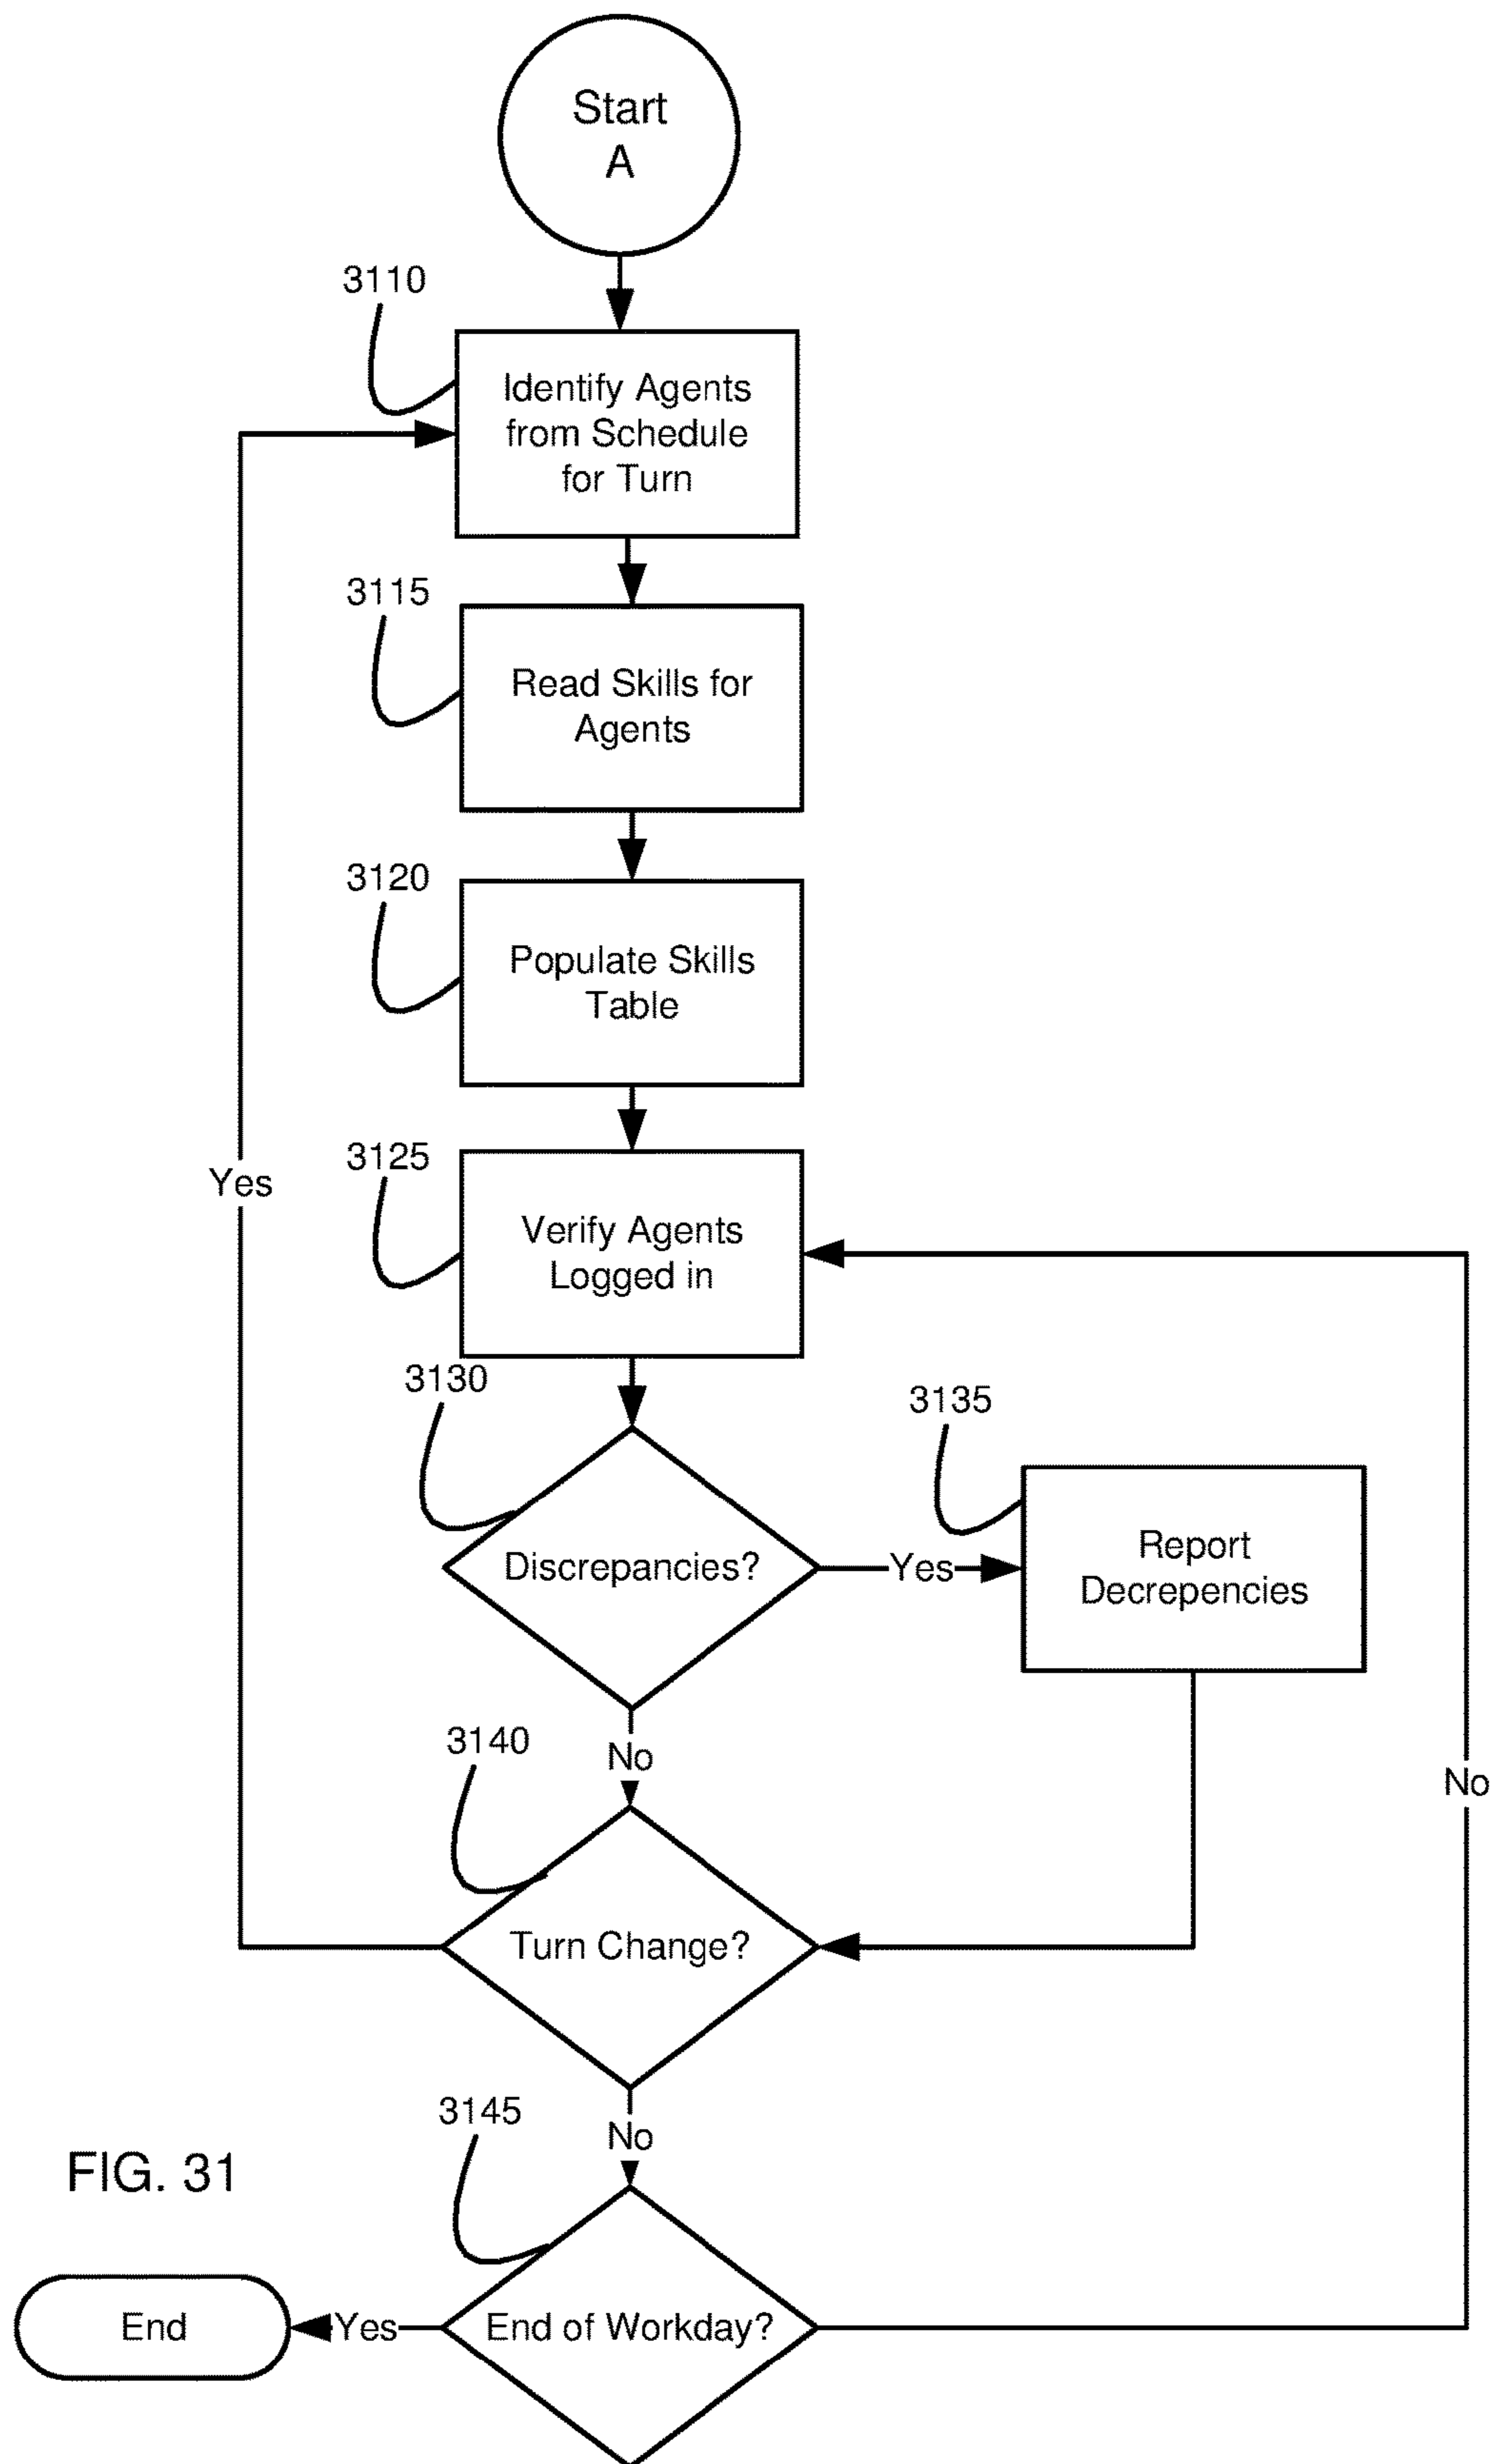 Start
A
3110
Identify Agents
from Schedule
for Turn
3115
Read Skills for
Agents
3120
Populate Skills
Table
3125
Yes
Verify Agents
Logged in
3130
3135
Discrepancies?
Yes
Report
Decrepencies
3140
No
No
Turn Change?
3145
No
FIG. 31
End
Yes
End of Workday?